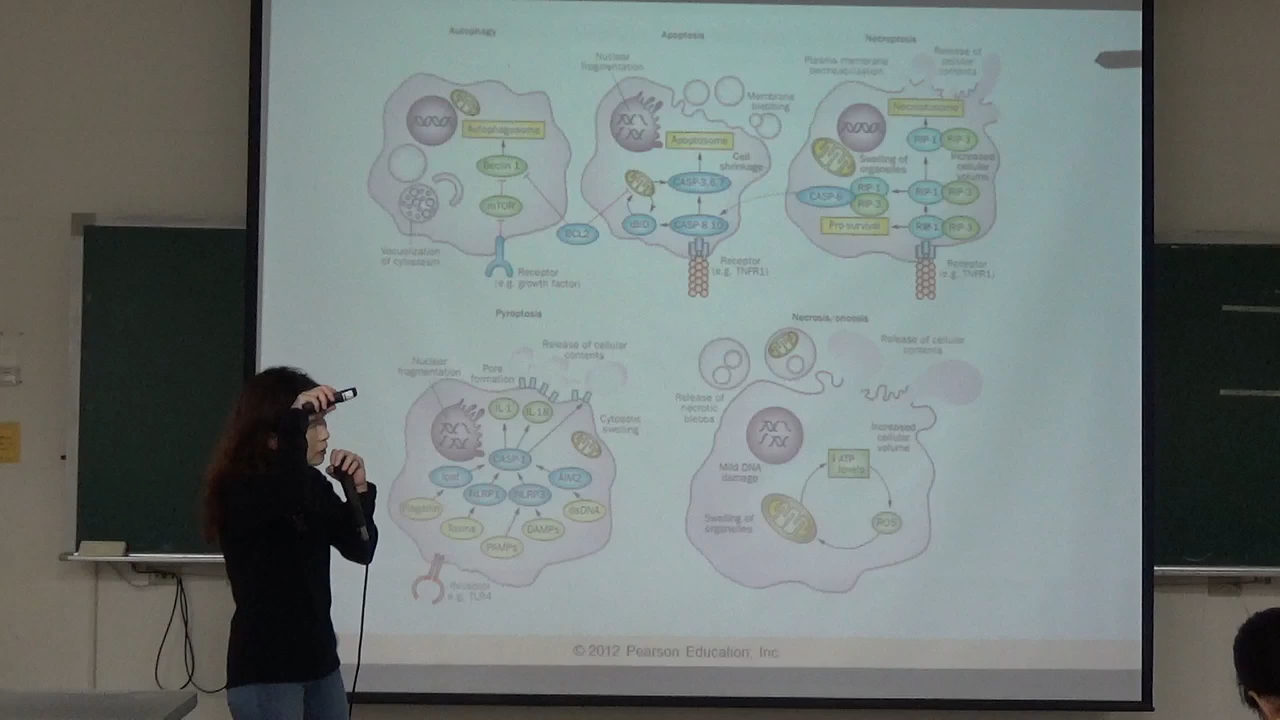 Autophagy
Apoptosis
Necroptosis
Nuclear
fragmentation
Membrane
blebbing
Plasma membrane
permeabilization
Release of
cellular
contents
Autophagosome
Beclin 1
mTOR
BCL2
Vacuolization
of cytoplasm
Receptor
(e.g. growth factor)
Apoptosome
Cell
shrinkage
CASP-3,6,7
CASP-8,10
tBID
Receptor
(e.g. TNFR1)
Necrosome
RIP-1
RIP-3
Swelling of
organelles
Increased
cellular
volume
CASP-8
RIP-1
RIP-3
RIP-1
RIP-3
Pro-survival
RIP-1
RIP-3
Receptor
(e.g. TNFR1)
Pyroptosis
Nuclear
fragmentation
Pore
formation
Release of cellular
contents
IL-1
IL-18
Cytosolic
swelling
CASP-1
Ipaf
NLRP1
NLRP3
AIM2
Flagellin
Toxins
PAMPs
DAMPs
dsDNA
Receptor
e.g. TLR4
Necrosis/oncosis
Release of cellular
contents
Release of
necrotic
blebba
Increased
cellular
volume
Mild DNA
damage
↓ATP
levels
Swelling of
organelles
ROS
© 2012 Pearson Education, Inc.